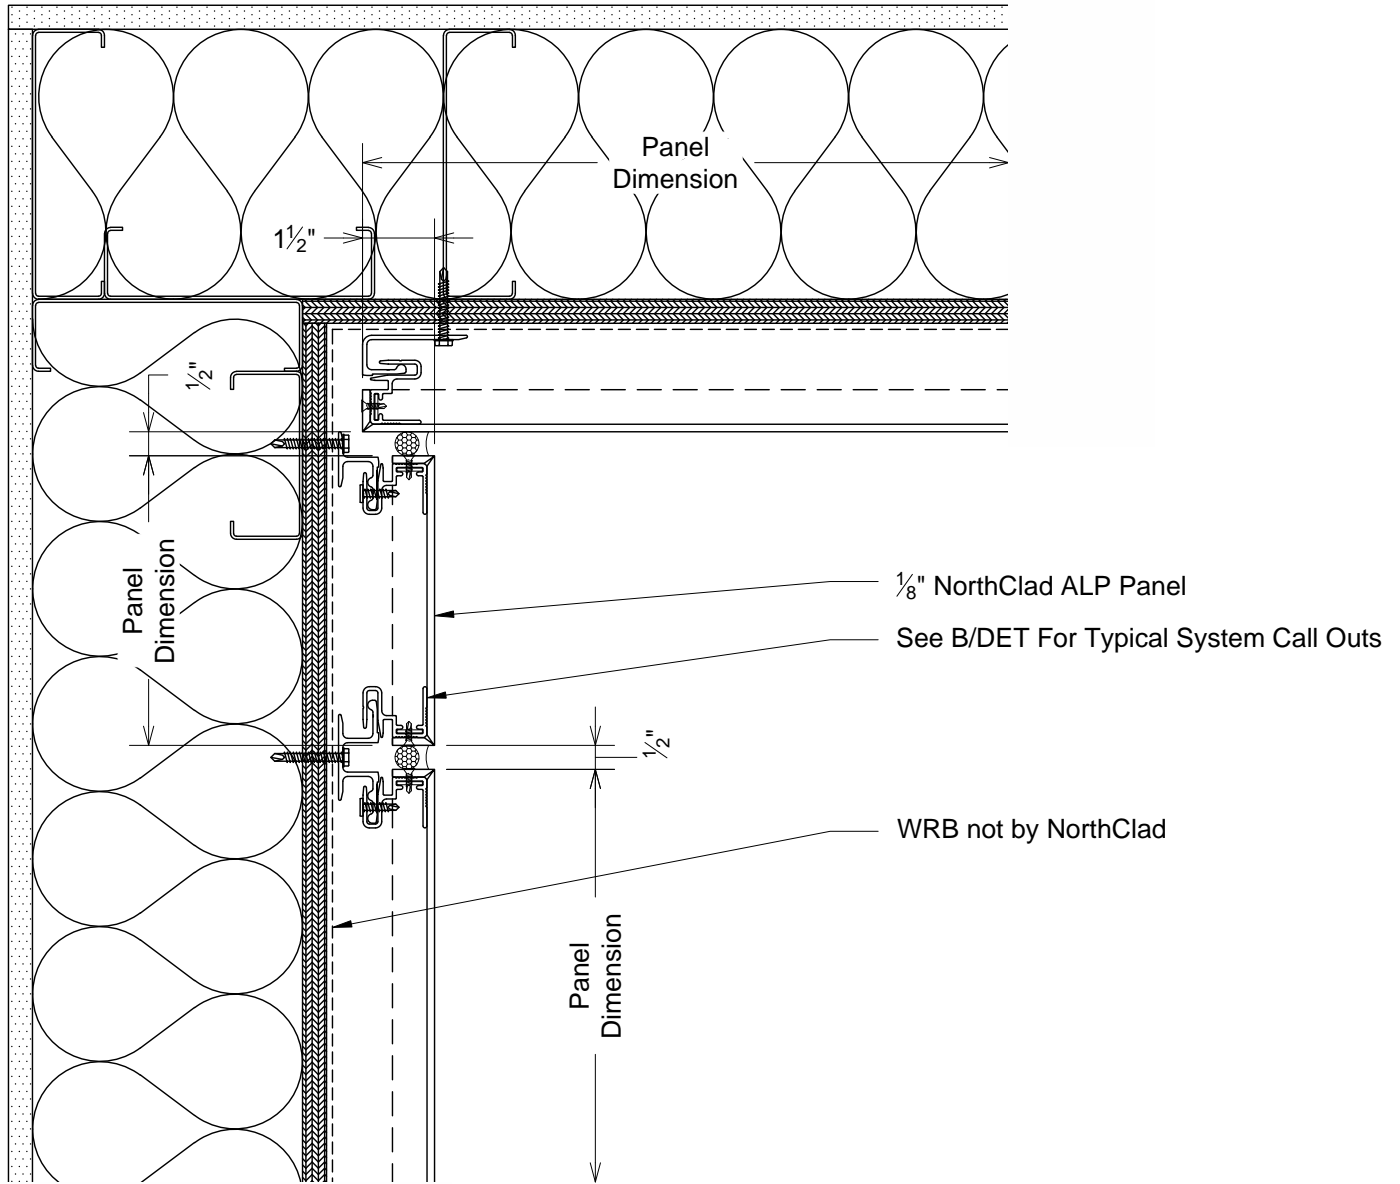 Panel
Dimension
1½"
½"
Panel
Dimension
⅛" NorthClad ALP Panel
See B/DET For Typical System Call Outs
½"
WRB not by NorthClad
Panel
Dimension